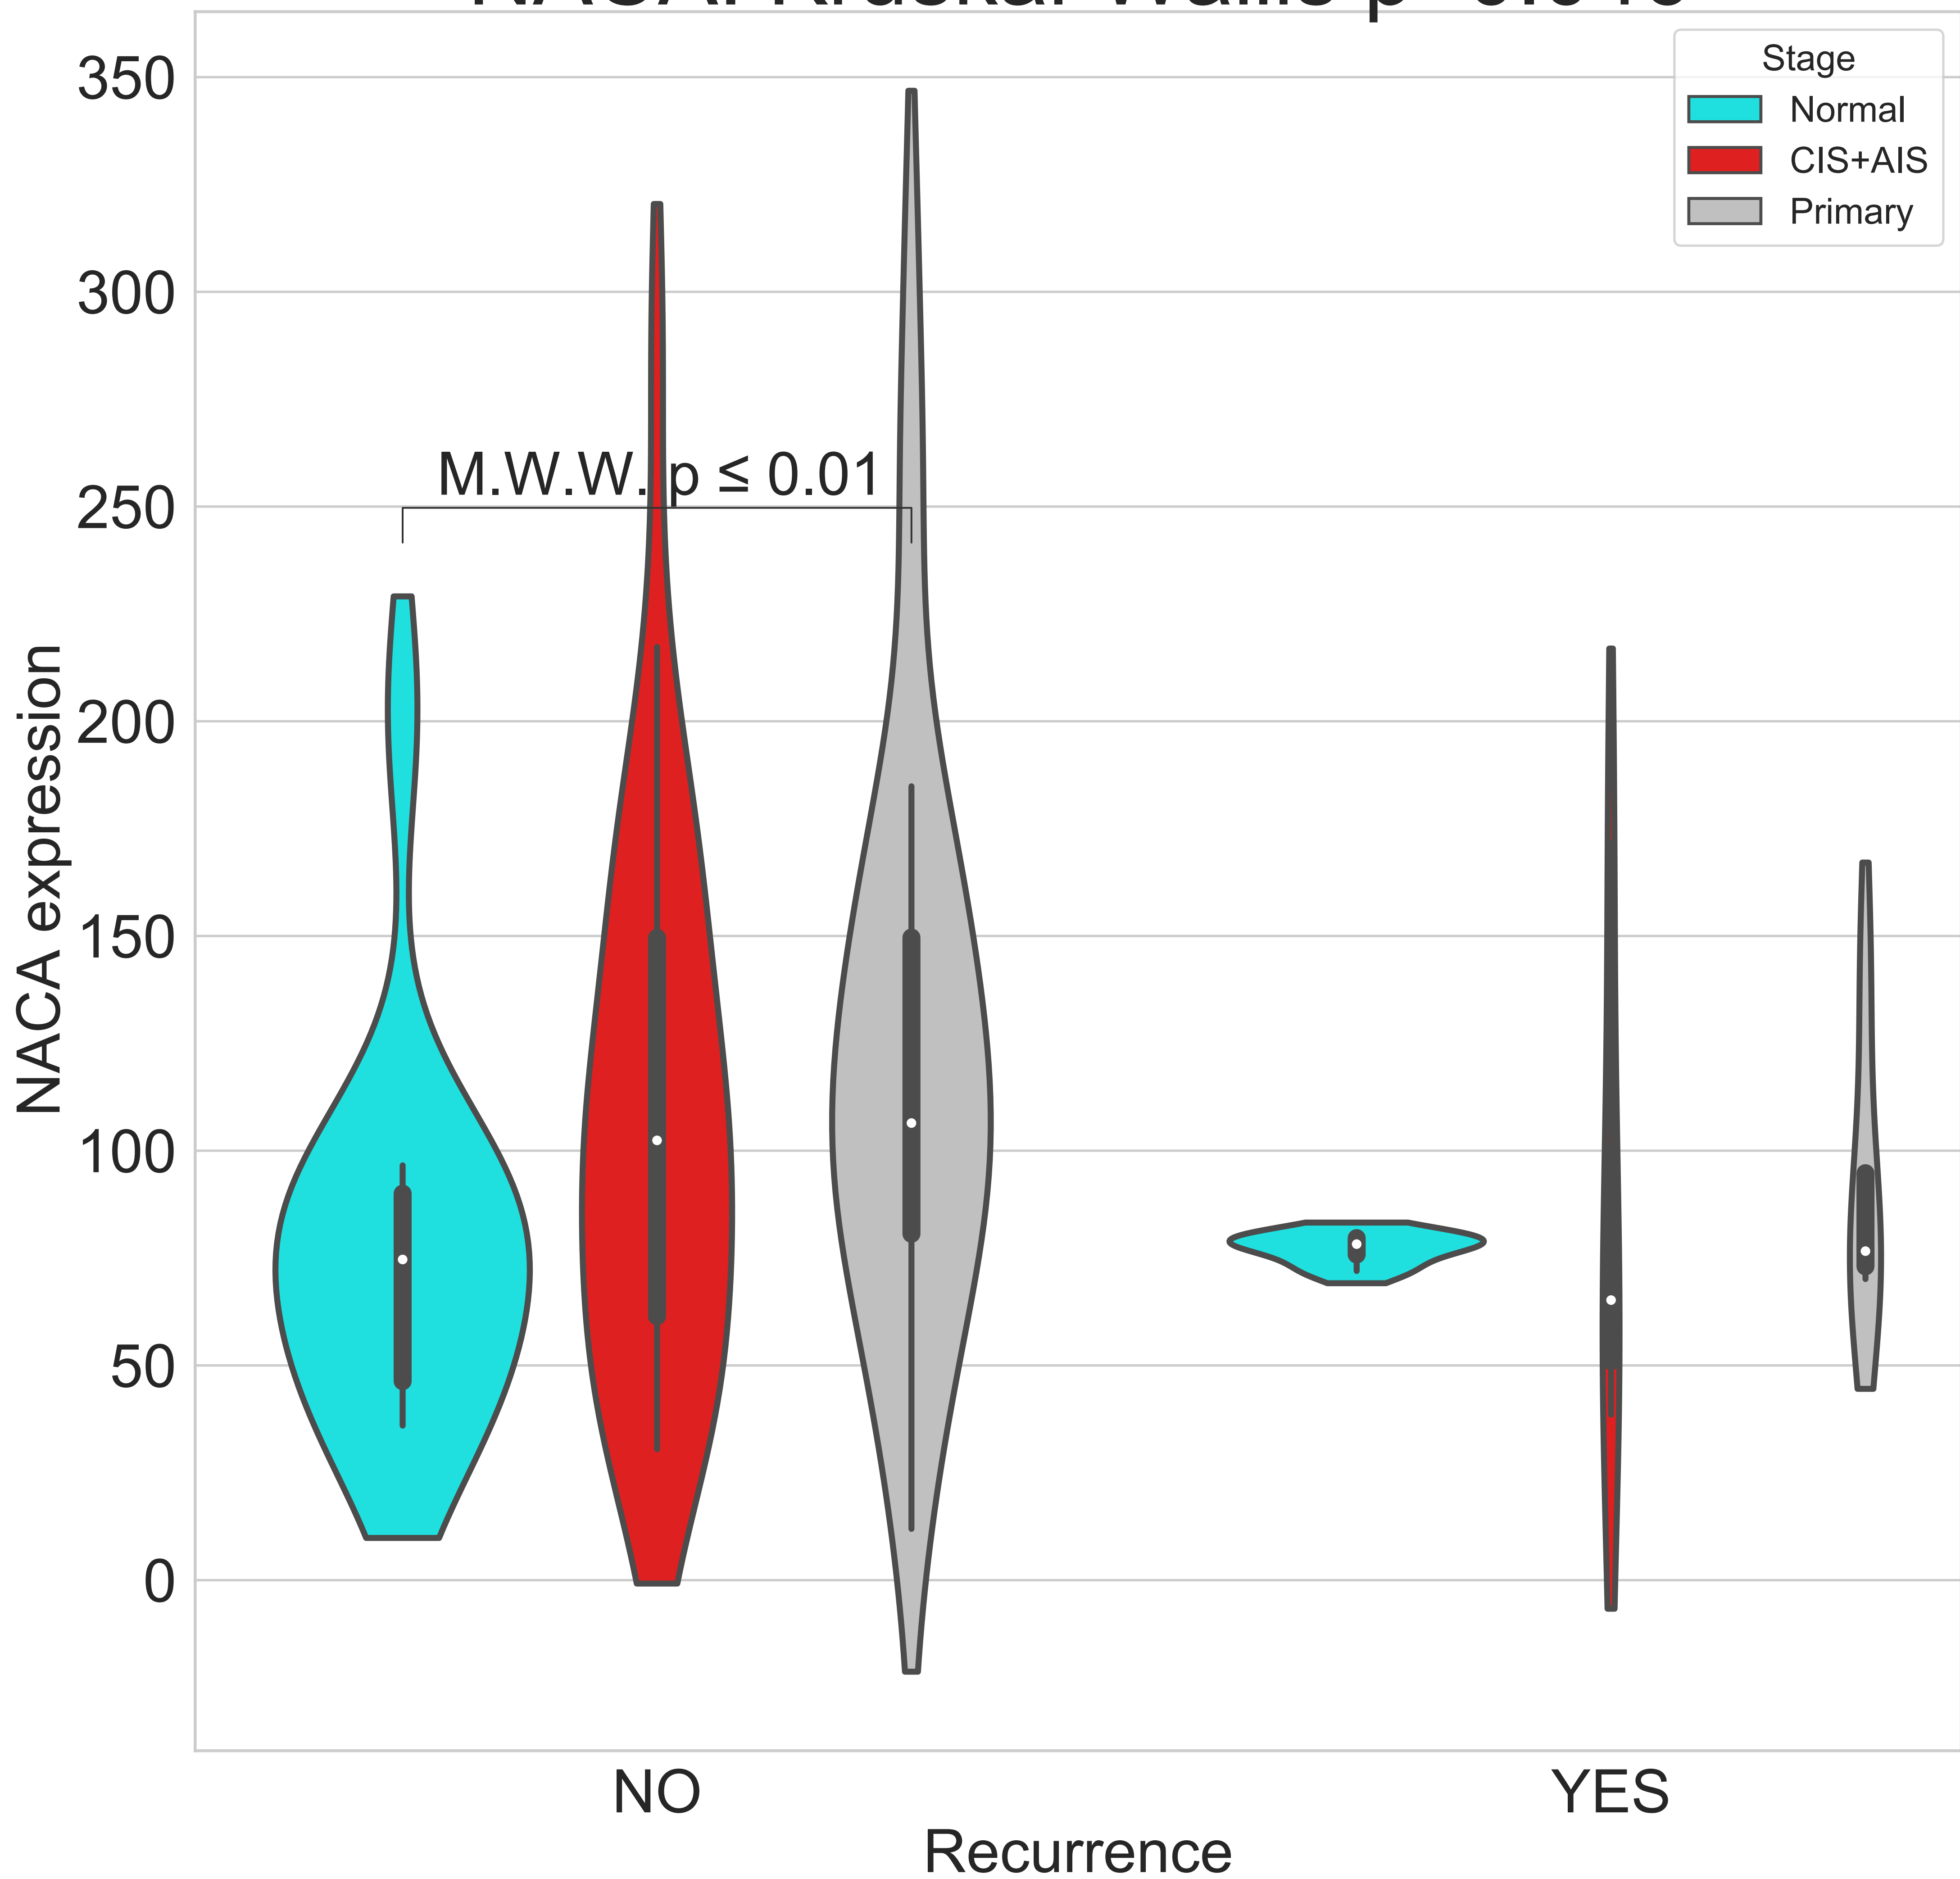 350
300
250
200
150
100
50
0
NACA expression
Stage
Normal
CIS+AIS
Primary
M.W.W. p ≤ 0.01
NO
YES
Recurrence